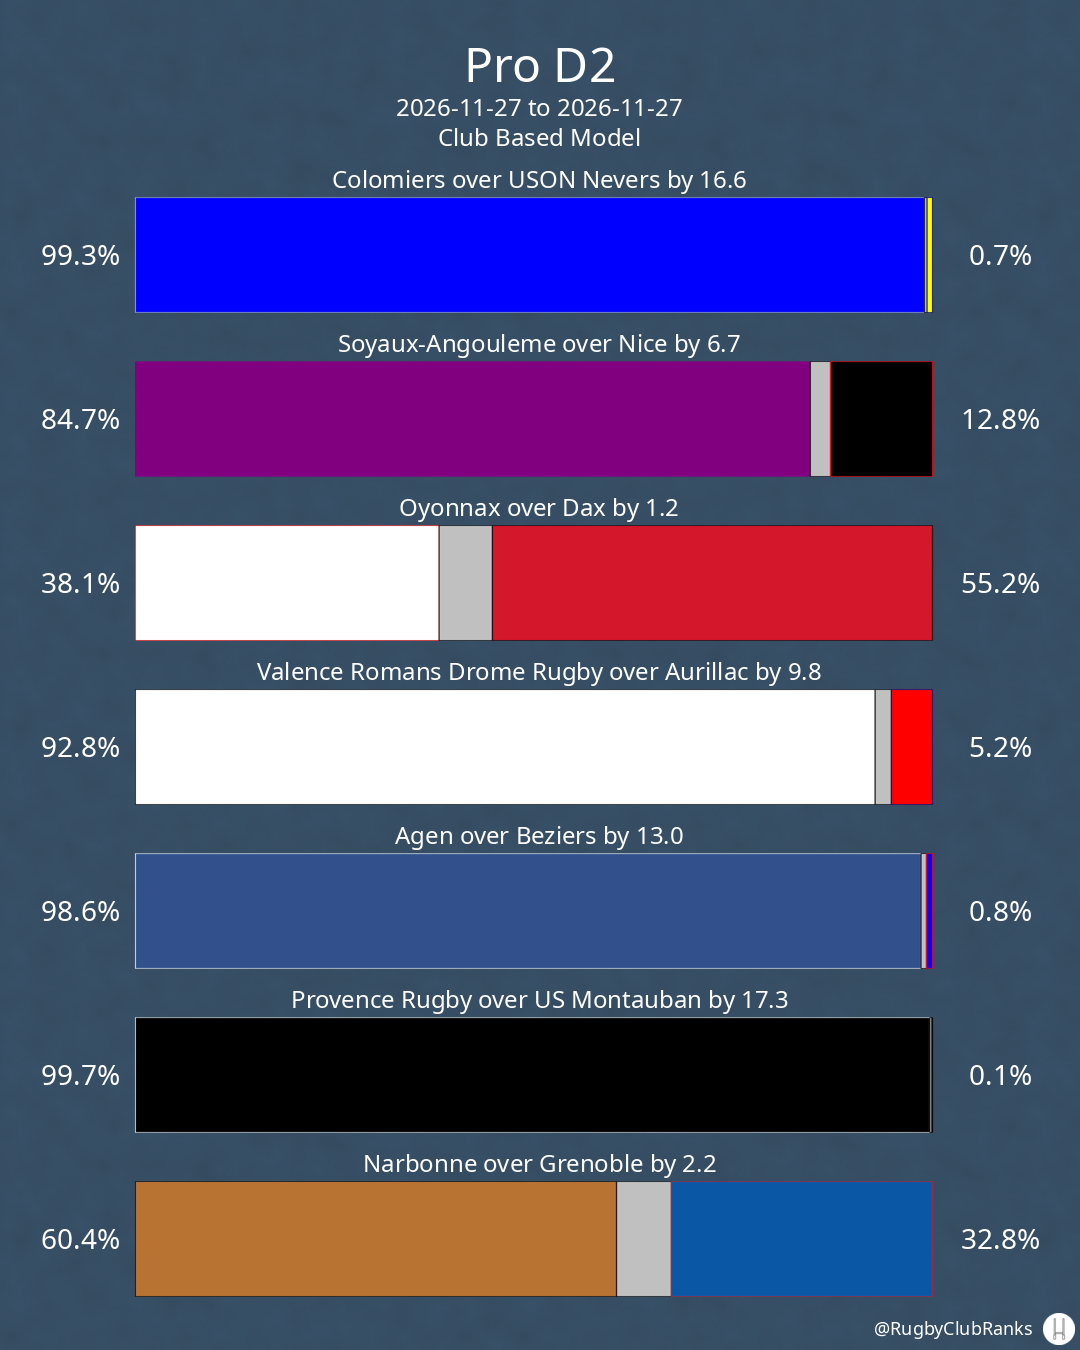 Pro D2
2026-11-27 to 2026-11-27
Club Based Model
Colomiers over USON Nevers by 16.6
99.3%
0.7%
Soyaux-Angouleme over Nice by 6.7
84.7%
12.8%
Oyonnax over Dax by 1.2
38.1%
55.2%
Valence Romans Drome Rugby over Aurillac by 9.8
92.8%
5.2%
Agen over Beziers by 13.0
98.6%
0.8%
Provence Rugby over US Montauban by 17.3
99.7%
0.1%
Narbonne over Grenoble by 2.2
60.4%
32.8%
@RugbyClubRanks